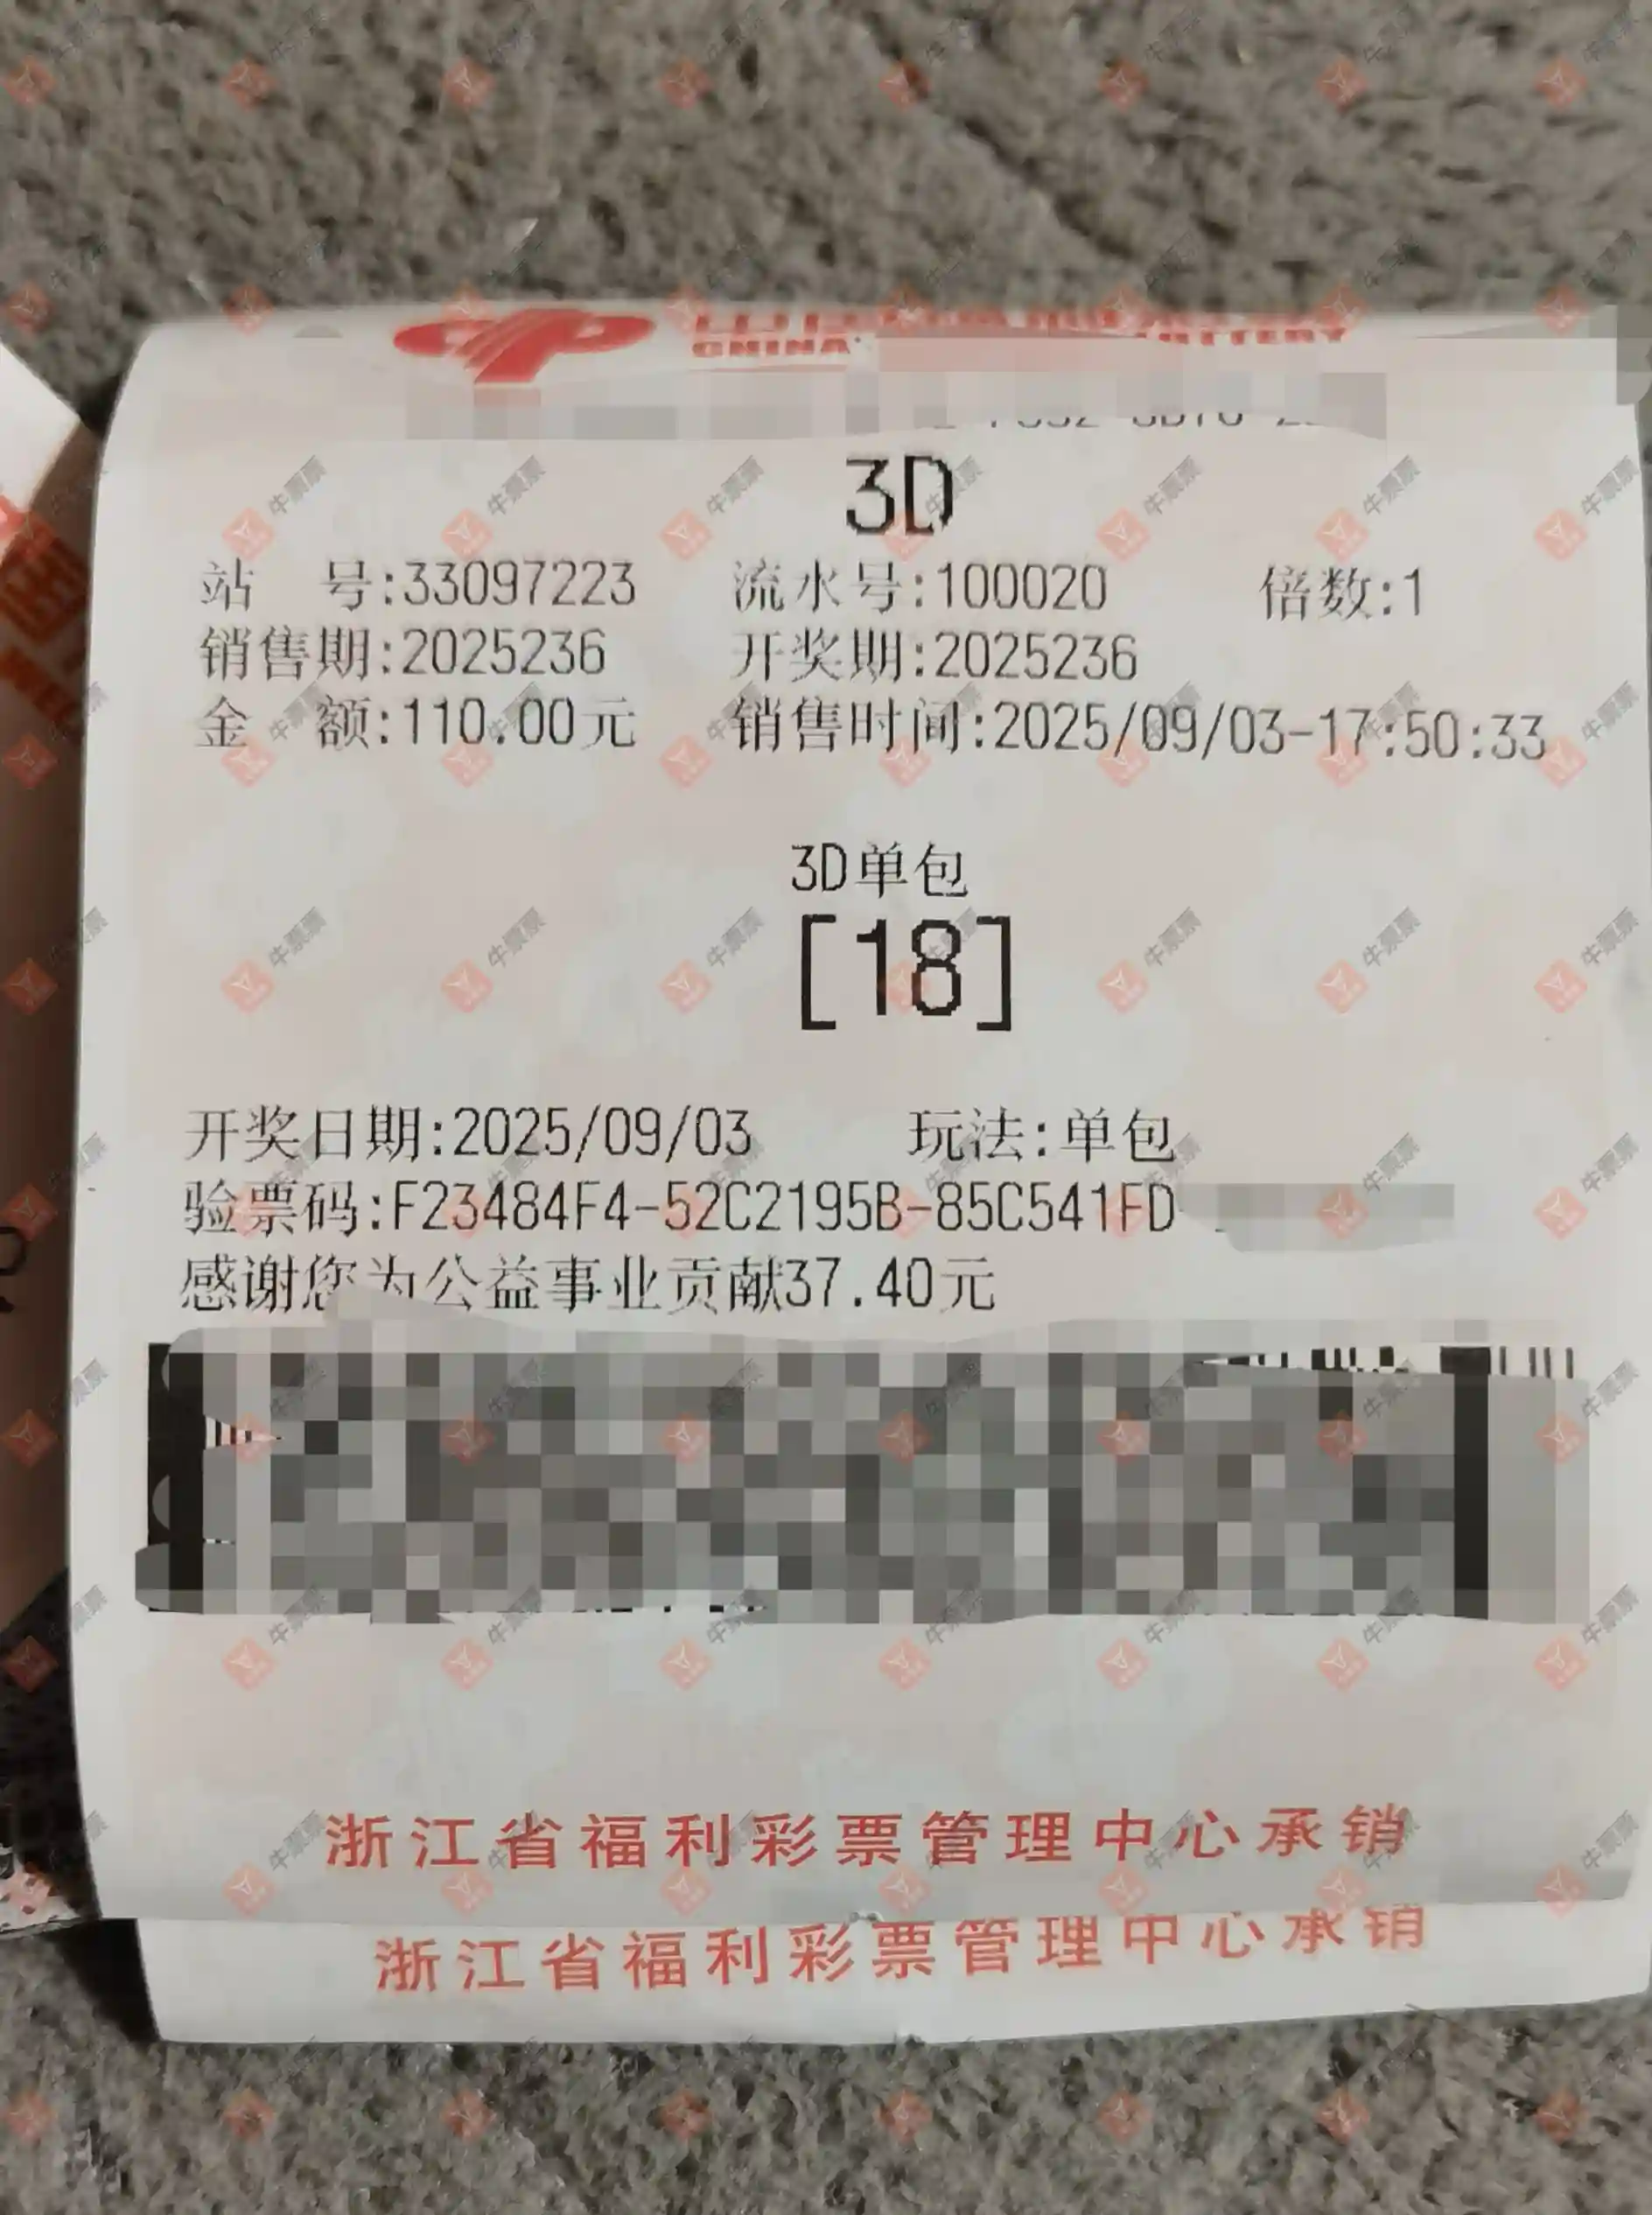 CHINA
3D
站 号:33097223 流水号:100020 倍数:1
销售期:2025236 开奖期:2025236
金 额:110.00元 销售时间:2025/09/03-17:50:33
3D单包
[18]
开奖日期:2025/09/03 玩法:单包
验票码:F23484F4-52C2195B-85C541FD
感谢您为公益事业贡献37.40元
浙江省福利彩票管理中心承销
浙江省福利彩票管理中心承销
牛票票